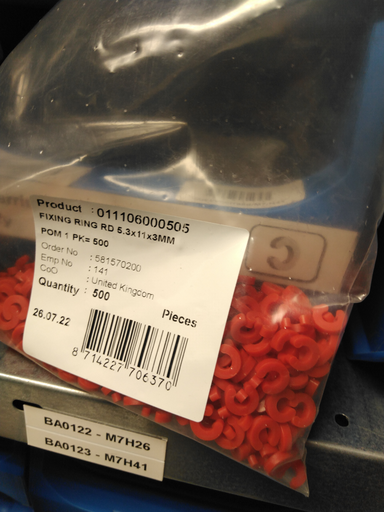 Product : 011106000505
FIXING RING RD 5.3x11x3MM
POM 1 PK= 500
Order No : 581570200
Emp No : 141
CoO : United Kingdom
Quantity : 500 Pieces
26.07.22
8 714227 706370
BA0122 - M7H26
BA0123 - M7H41